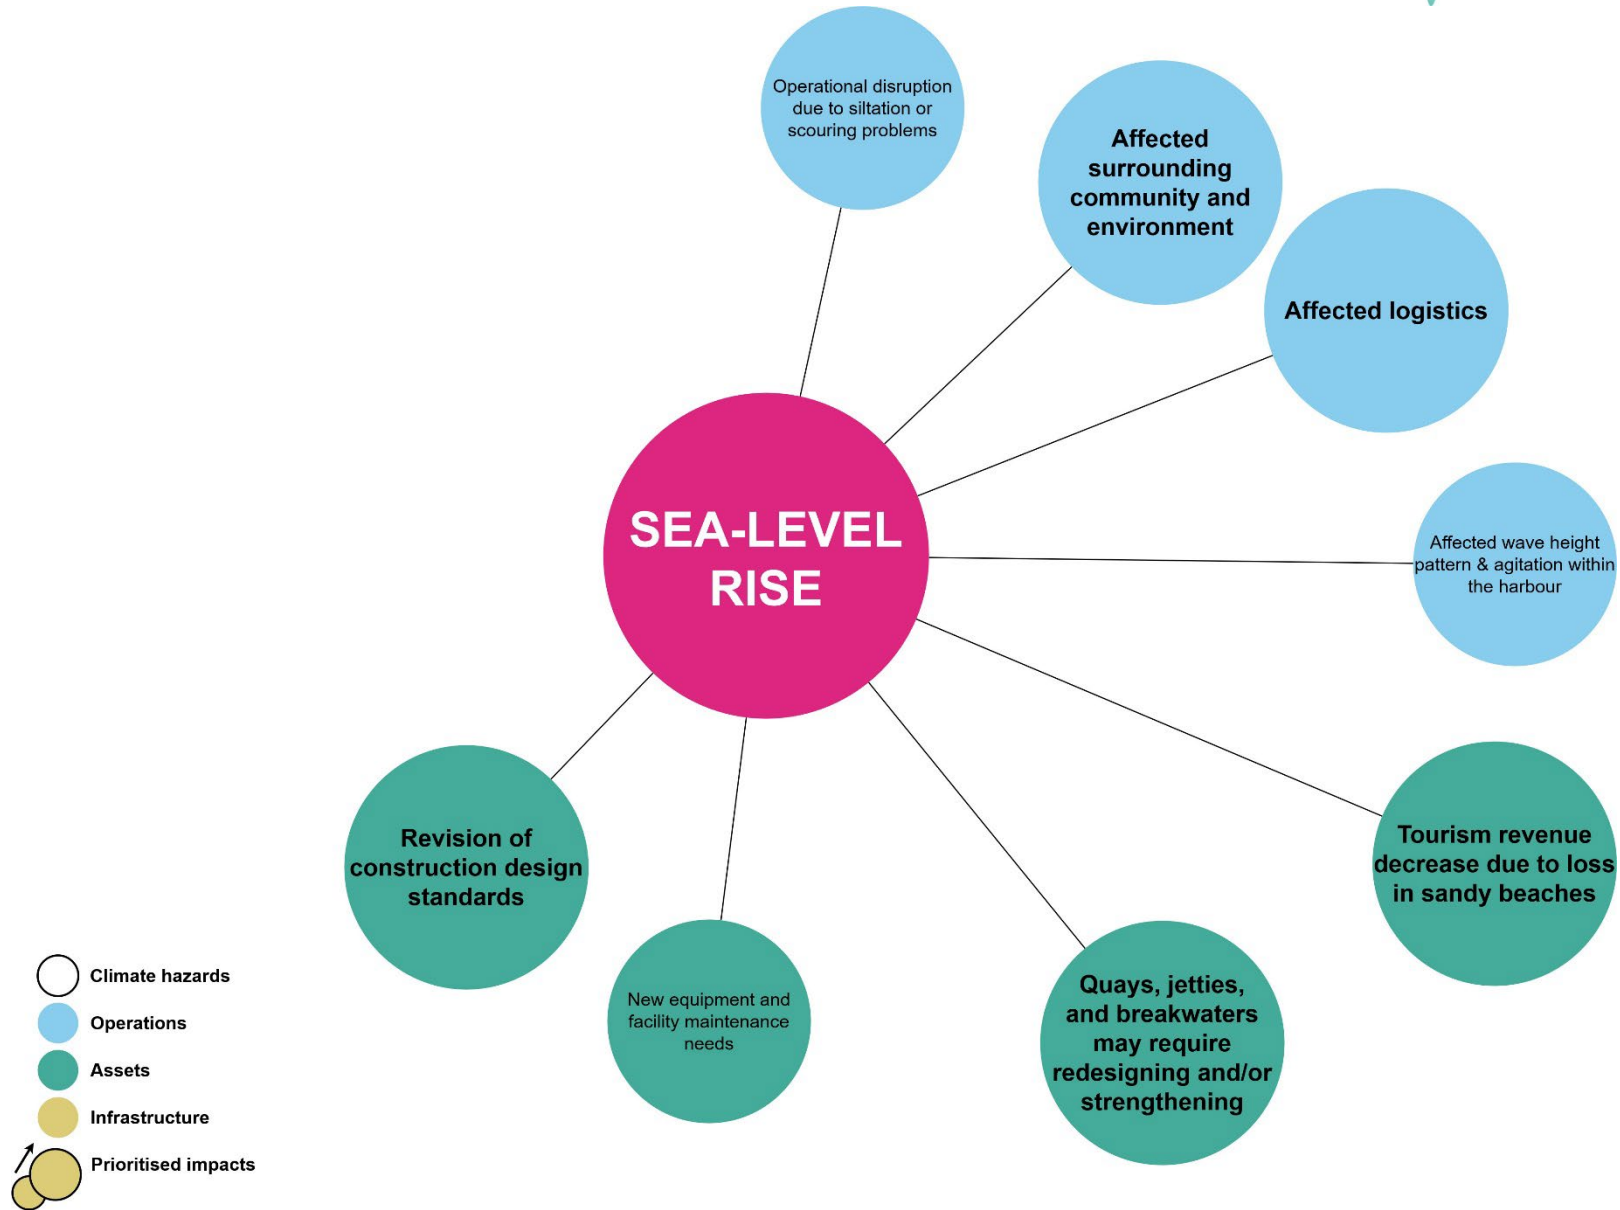 Operational disruption
due to siltation or
scouring problems
Affected
surrounding
community and
environment
Affected logistics
SEA-LEVEL
RISE
Affected wave height
pattern & agitation within
the harbour
Revision of
construction design
standards
New equipment and
facility maintenance
needs
Quays, jetties,
and breakwaters
may require
redesigning and/or
strengthening
Tourism revenue
decrease due to loss
in sandy beaches
Climate hazards
Operations
Assets
Infrastructure
Prioritised impacts